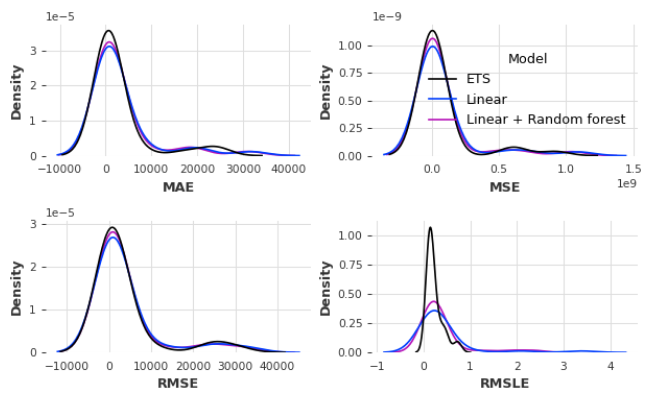 1e−5
Density
3
2
1
0
−10000 0 10000 20000 30000 40000
MAE
1e−9
Density
1.00
0.75
0.50
0.25
0.00
Model
ETS
Linear
Linear + Random forest
0.0 0.5 1.0 1.5
1e9
MSE
1e−5
Density
3
2
1
0
−10000 0 10000 20000 30000 40000
RMSE
Density
1.00
0.75
0.50
0.25
0.00
−1 0 1 2 3 4
RMSLE